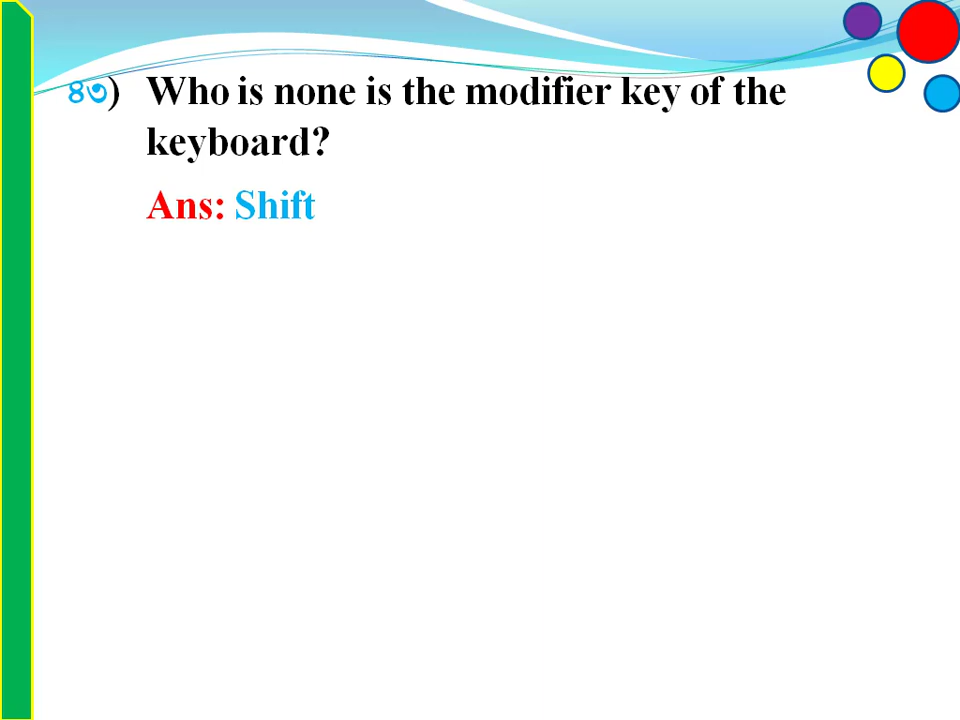 ৪৩) Who is none is the modifier key of the
keyboard?
Ans: Shift